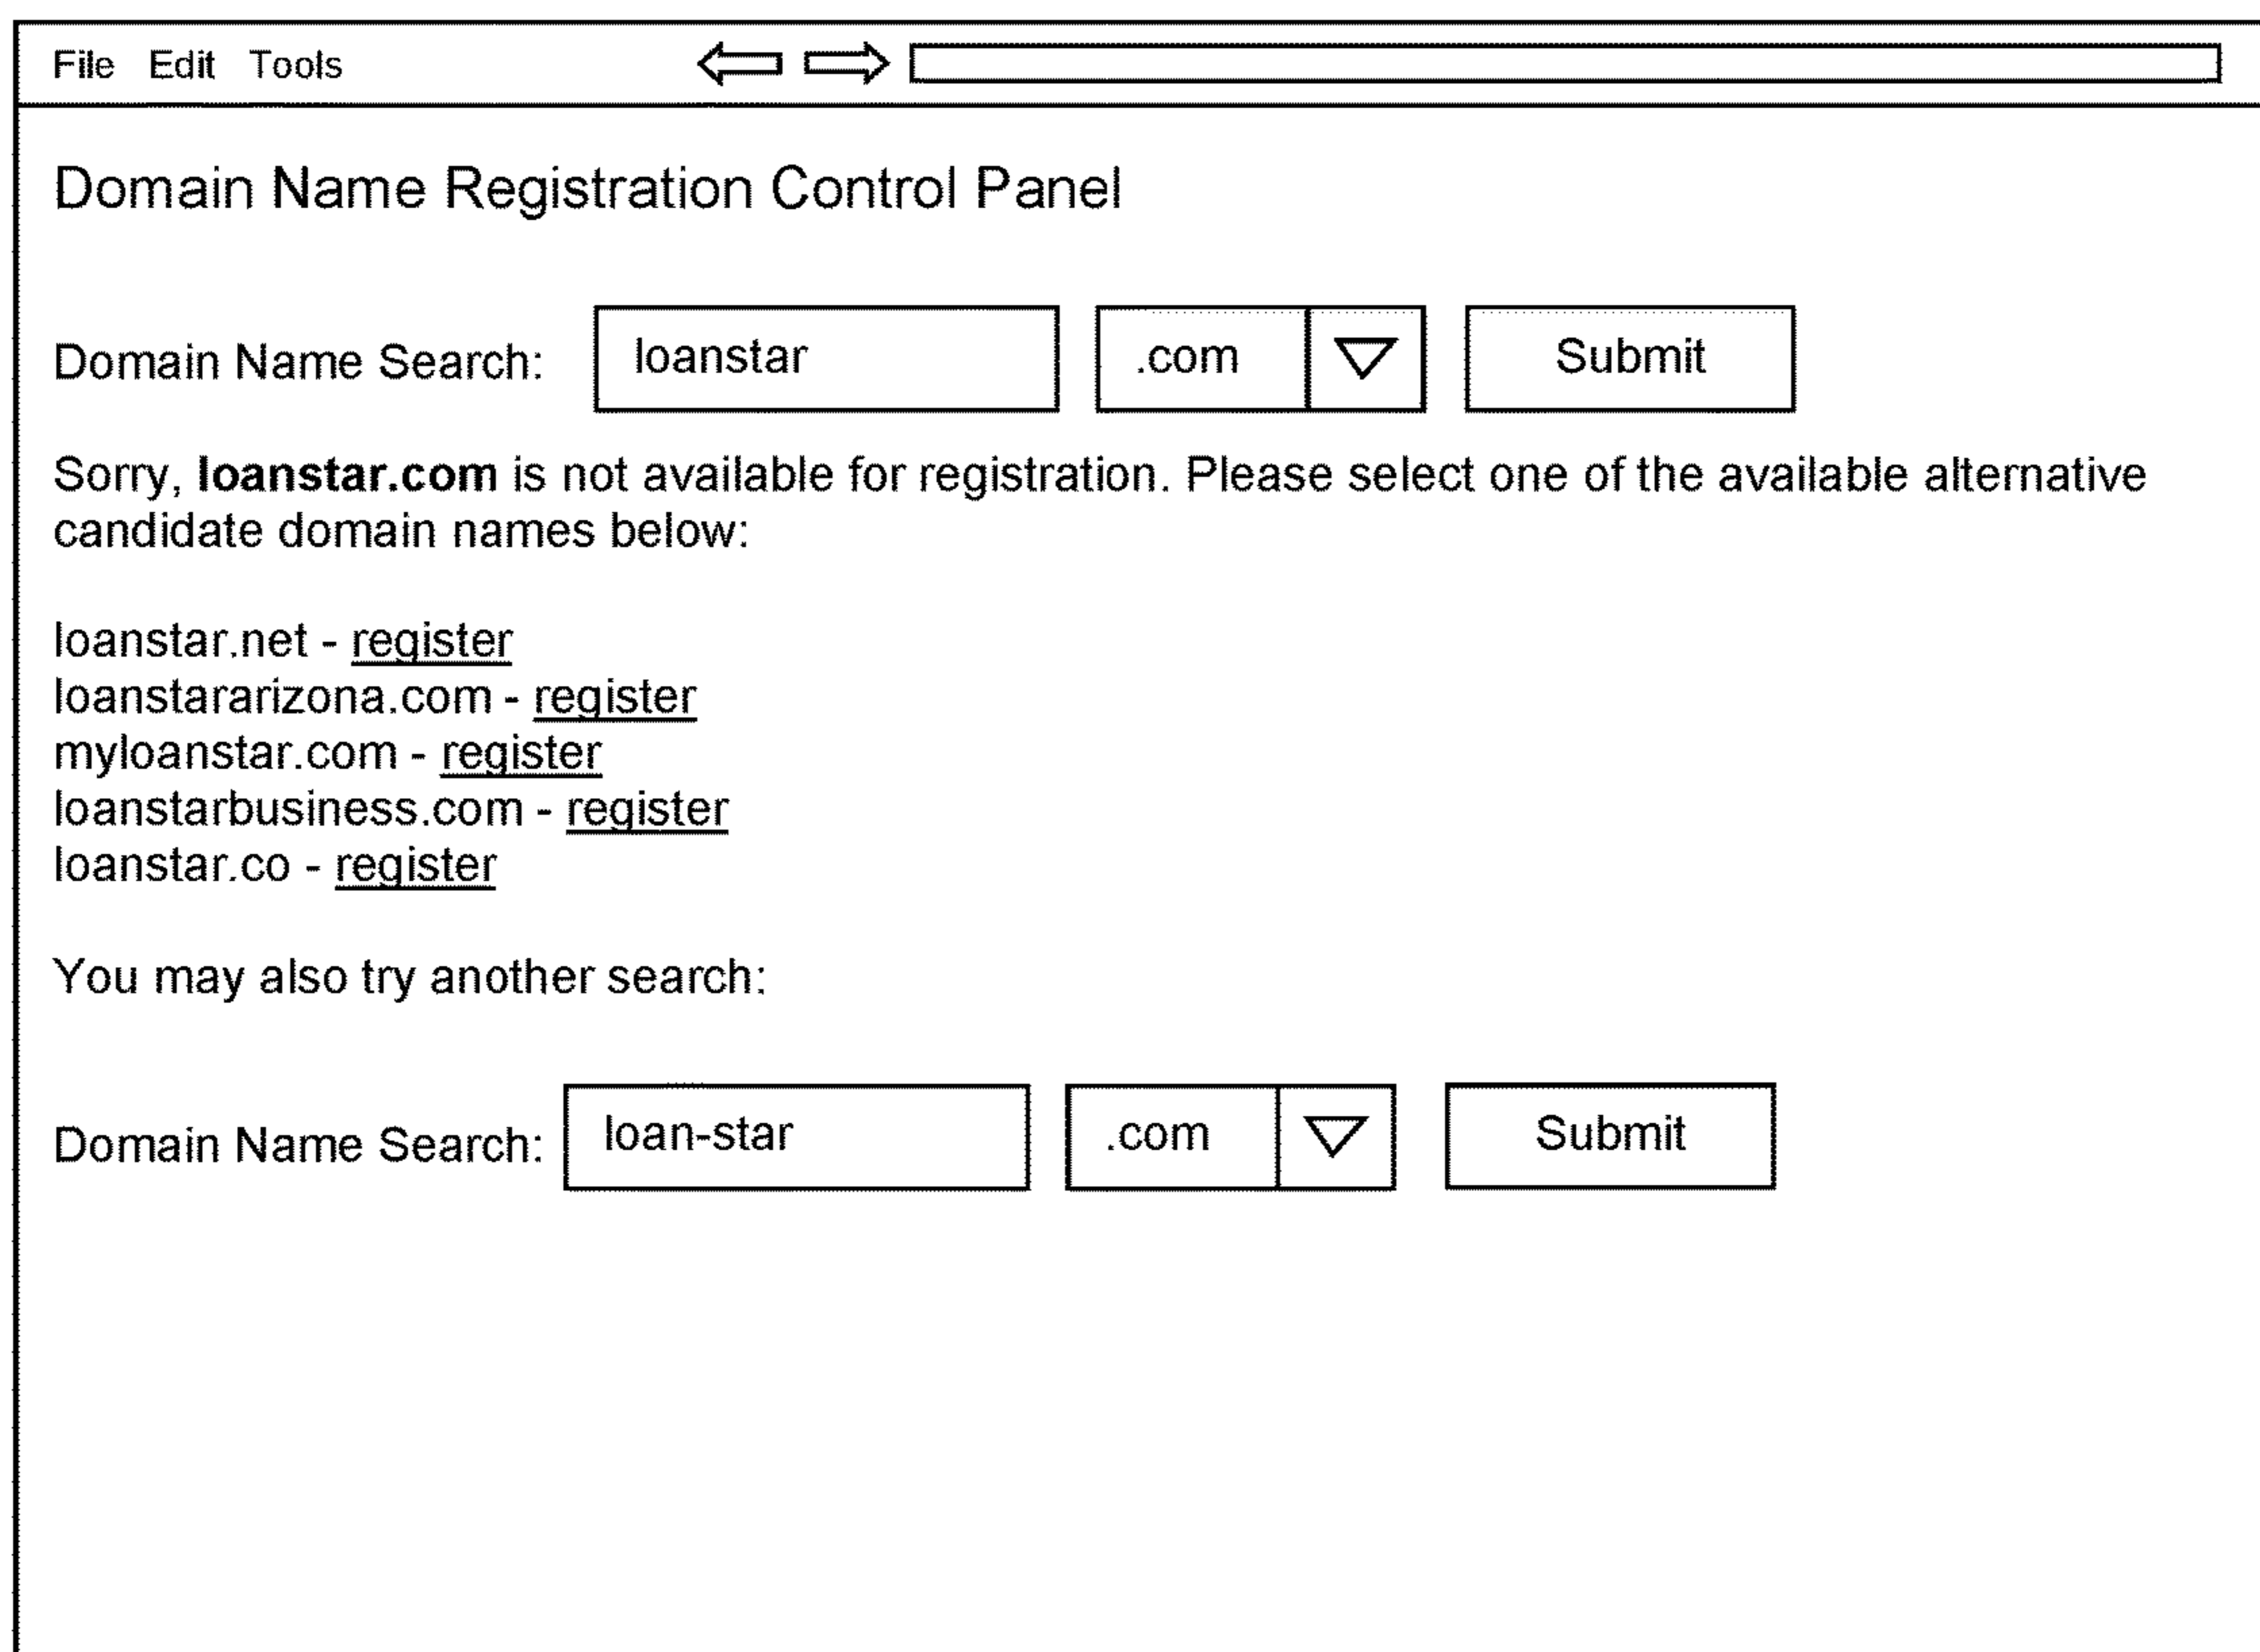 File Edit Tools
Domain Name Registration Control Panel
Domain Name Search: loanstar .com Submit
Sorry, loanstar.com is not available for registration. Please select one of the available alternative
candidate domain names below:
loanstar.net - register
loanstararizona.com - register
myloanstar.com - register
loanstarbusiness.com - register
loanstar.co - register
You may also try another search:
Domain Name Search: loan-star .com Submit